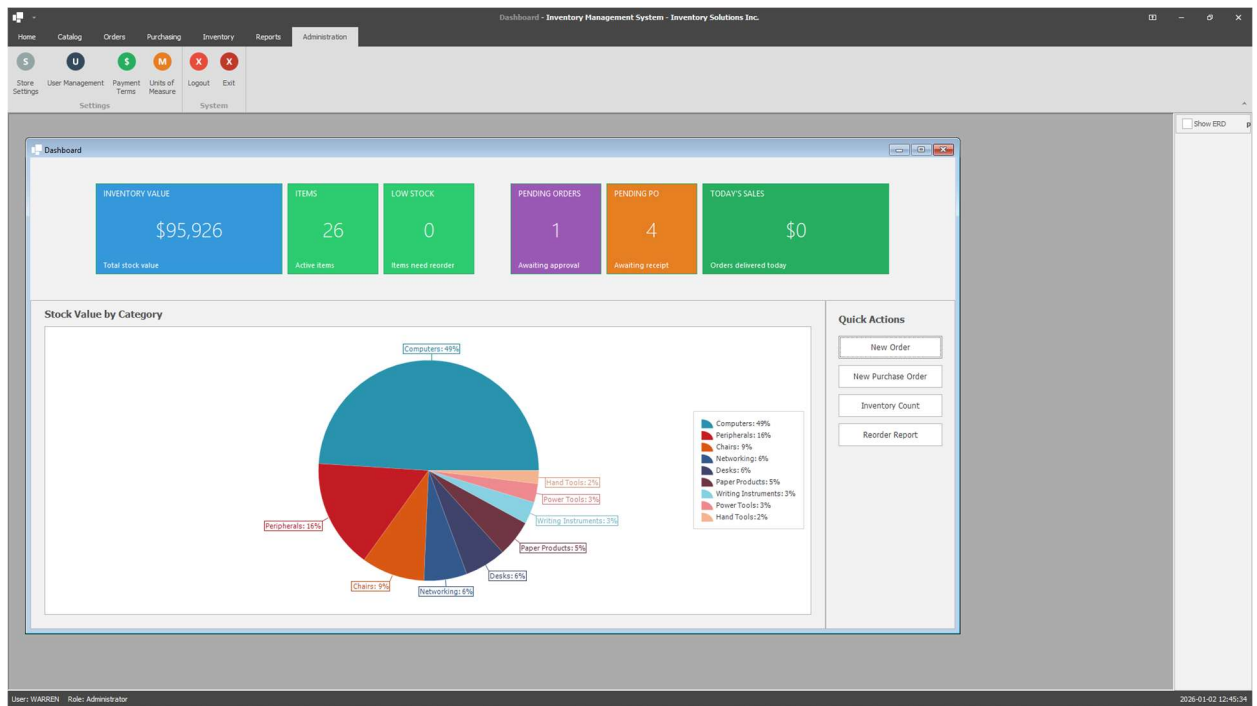 Dashboard - Inventory Management System - Inventory Solutions Inc.
Home Catalog Orders Purchasing Inventory Reports Administration
S U $ M X X
Store Settings User Management Payment Terms Units of Measure Logout Exit
Settings System
Show ERD p
Dashboard
INVENTORY VALUE ITEMS LOW STOCK PENDING ORDERS PENDING PO TODAY'S SALES
$95,926 26 0 1 4 $0
Total stock value Active items Items need reorder Awaiting approval Awaiting receipt Orders delivered today
Stock Value by Category
Computers: 49%
Hand Tools: 2%
Power Tools: 3%
Writing Instruments: 3%
Peripherals: 16%
Paper Products: 5%
Desks: 6%
Chairs: 9%
Networking: 6%
Computers: 49%
Peripherals: 16%
Chairs: 9%
Networking: 6%
Desks: 6%
Paper Products: 5%
Writing Instruments: 3%
Power Tools: 3%
Hand Tools: 2%
Quick Actions
New Order
New Purchase Order
Inventory Count
Reorder Report
User: WARREN Role: Administrator 2026-01-02 12:45:34